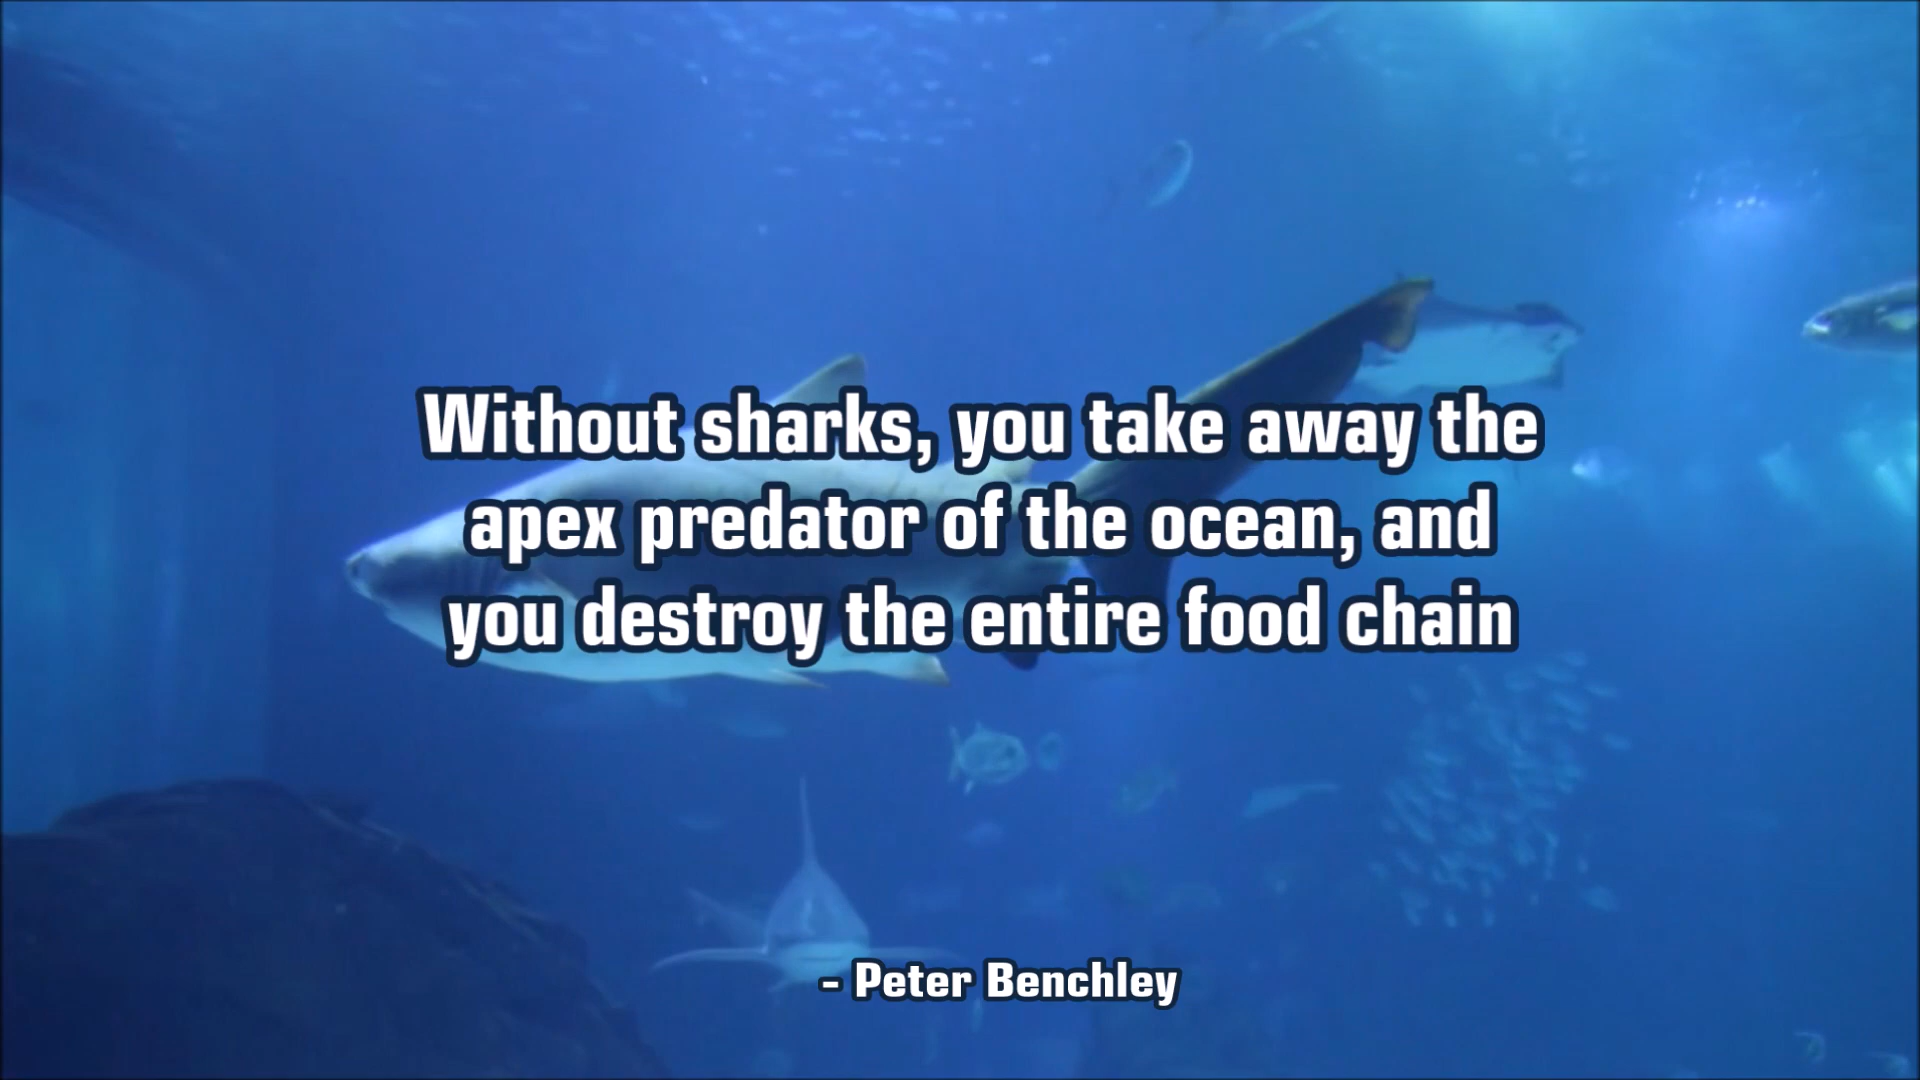 Without sharks, you take away the
apex predator of the ocean, and
you destroy the entire food chain
- Peter Benchley